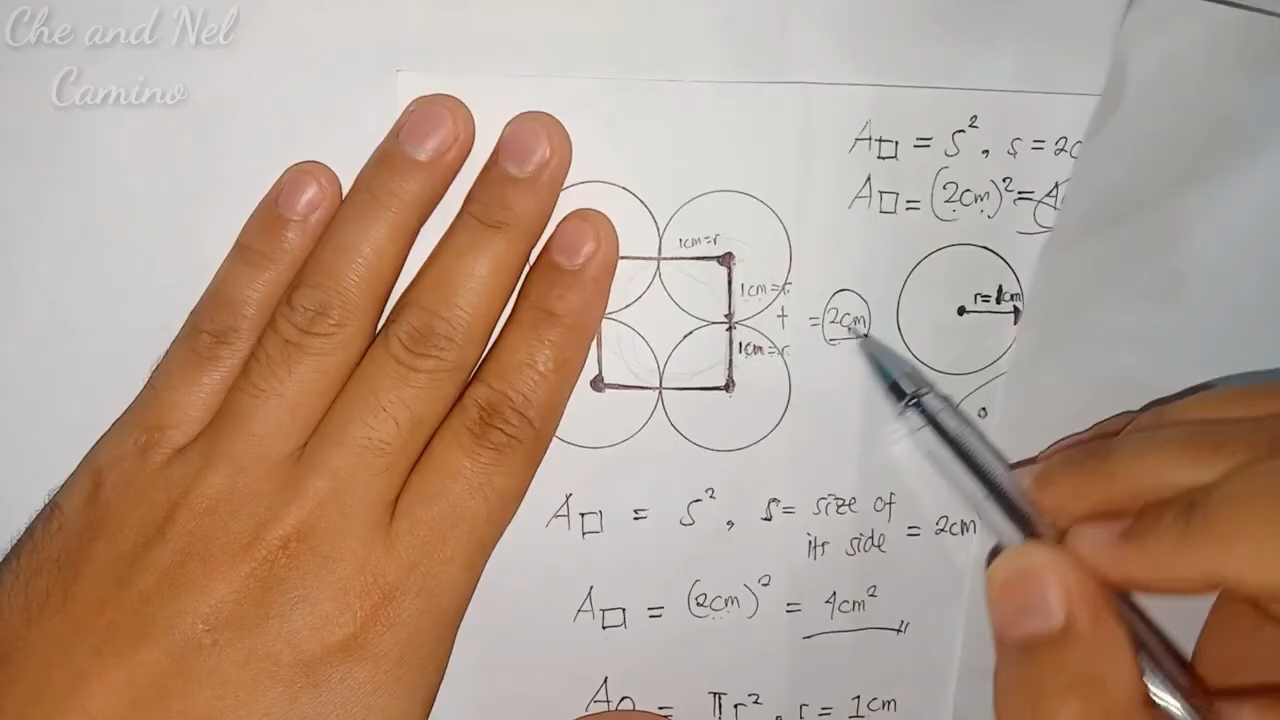 Che and Nel
Camino
A□ = s², s = 2c
A□ = (2cm)² = 4
1cm=r
1cm=r
+ = 2cm
1cm=r
r=1cm
A□ = s², s= size of
its side = 2cm
A□ = (2cm)² = 4cm²
= πr², r = 1cm